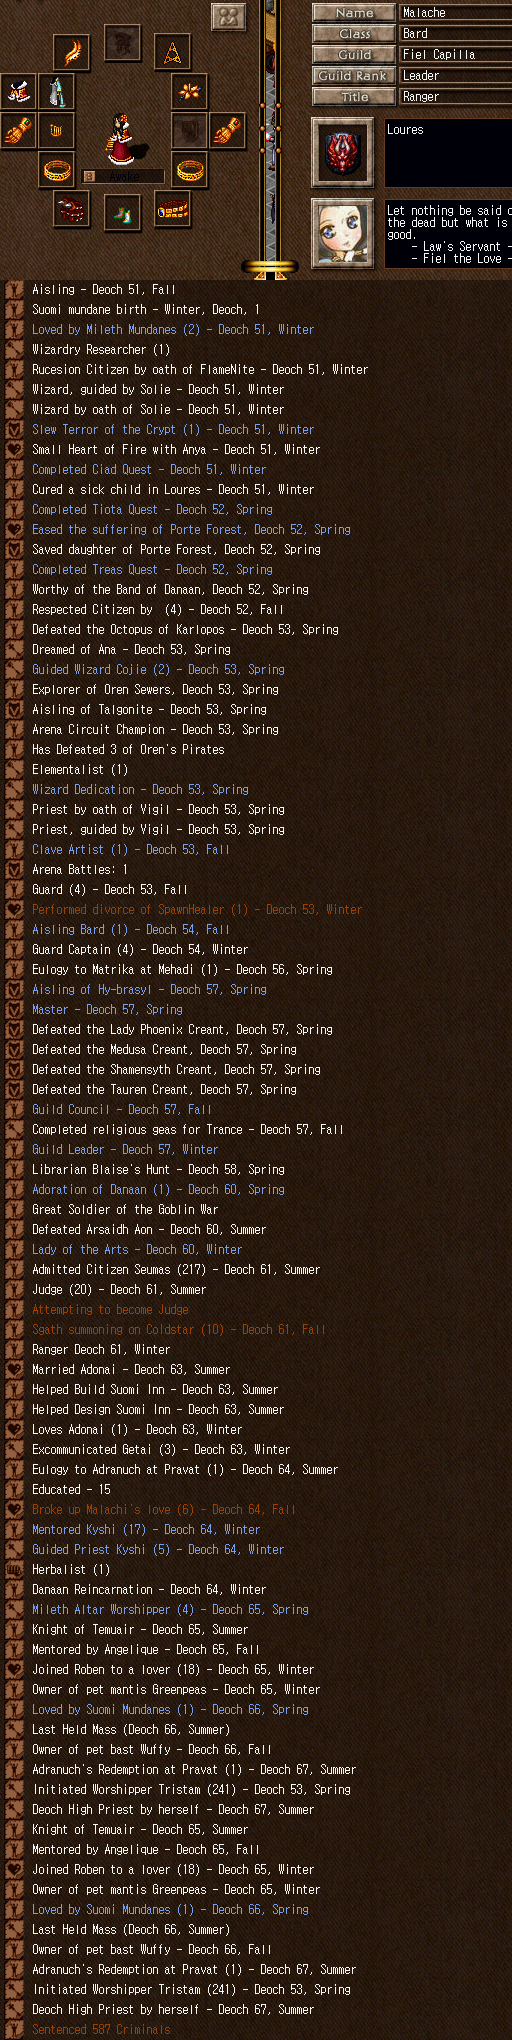 Name Malache
Class Bard
Guild Fiel Capilla
Guild Rank Leader
Title Ranger
Loures
Awake
Let nothing be said o
the dead but what is
good.
- Law's Servant -
- Fiel the Love -
Aisling - Deoch 51, Fall
Suomi mundane birth - Winter, Deoch, 1
Loved by Mileth Mundanes (2) - Deoch 51, Winter
Wizardry Researcher (1)
Rucesion Citizen by oath of FlameNite - Deoch 51, Winter
Wizard, guided by Solie - Deoch 51, Winter
Wizard by oath of Solie - Deoch 51, Winter
Slew Terror of the Crypt (1) - Deoch 51, Winter
Small Heart of Fire with Anya - Deoch 51, Winter
Completed Ciad Quest - Deoch 51, Winter
Cured a sick child in Loures - Deoch 51, Winter
Completed Tiota Quest - Deoch 52, Spring
Eased the suffering of Porte Forest, Deoch 52, Spring
Saved daughter of Porte Forest, Deoch 52, Spring
Completed Treas Quest - Deoch 52, Spring
Worthy of the Band of Danaan, Deoch 52, Spring
Respected Citizen by (4) - Deoch 52, Fall
Defeated the Octopus of Karlopos - Deoch 53, Spring
Dreamed of Ana - Deoch 53, Spring
Guided Wizard Cojie (2) - Deoch 53, Spring
Explorer of Oren Sewers, Deoch 53, Spring
Aisling of Talgonite - Deoch 53, Spring
Arena Circuit Champion - Deoch 53, Spring
Has Defeated 3 of Oren's Pirates
Elementalist (1)
Wizard Dedication - Deoch 53, Spring
Priest by oath of Vigil - Deoch 53, Spring
Priest, guided by Vigil - Deoch 53, Spring
Clave Artist (1) - Deoch 53, Fall
Arena Battles: 1
Guard (4) - Deoch 53, Fall
Performed divorce of SpawnHealer (1) - Deoch 53, Winter
Aisling Bard (1) - Deoch 54, Fall
Guard Captain (4) - Deoch 54, Winter
Eulogy to Matrika at Mehadi (1) - Deoch 56, Spring
Aisling of Hy-brasyl - Deoch 57, Spring
Master - Deoch 57, Spring
Defeated the Lady Phoenix Creant, Deoch 57, Spring
Defeated the Medusa Creant, Deoch 57, Spring
Defeated the Shamensyth Creant, Deoch 57, Spring
Defeated the Tauren Creant, Deoch 57, Spring
Guild Council - Deoch 57, Fall
Completed religious geas for Trance - Deoch 57, Fall
Guild Leader - Deoch 57, Winter
Librarian Blaise's Hunt - Deoch 58, Spring
Adoration of Danaan (1) - Deoch 60, Spring
Great Soldier of the Goblin War
Defeated Arsaidh Aon - Deoch 60, Summer
Lady of the Arts - Deoch 60, Winter
Admitted Citizen Seumas (217) - Deoch 61, Summer
Judge (20) - Deoch 61, Summer
Attempting to become Judge
Sgath summoning on Coldstar (10) - Deoch 61, Fall
Ranger Deoch 61, Winter
Married Adonai - Deoch 63, Summer
Helped Build Suomi Inn - Deoch 63, Summer
Helped Design Suomi Inn - Deoch 63, Summer
Loves Adonai (1) - Deoch 63, Winter
Excommunicated Getai (3) - Deoch 63, Winter
Eulogy to Adranuch at Pravat (1) - Deoch 64, Summer
Educated - 15
Broke up Malachi's love (6) - Deoch 64, Fall
Mentored Kyshi (17) - Deoch 64, Winter
Guided Priest Kyshi (5) - Deoch 64, Winter
Herbalist (1)
Danaan Reincarnation - Deoch 64, Winter
Mileth Altar Worshipper (4) - Deoch 65, Spring
Knight of Temuair - Deoch 65, Summer
Mentored by Angelique - Deoch 65, Fall
Joined Roben to a lover (18) - Deoch 65, Winter
Owner of pet mantis Greenpeas - Deoch 65, Winter
Loved by Suomi Mundanes (1) - Deoch 66, Spring
Last Held Mass (Deoch 66, Summer)
Owner of pet bast Wuffy - Deoch 66, Fall
Adranuch's Redemption at Pravat (1) - Deoch 67, Summer
Initiated Worshipper Tristam (241) - Deoch 53, Spring
Deoch High Priest by herself - Deoch 67, Summer
Knight of Temuair - Deoch 65, Summer
Mentored by Angelique - Deoch 65, Fall
Joined Roben to a lover (18) - Deoch 65, Winter
Owner of pet mantis Greenpeas - Deoch 65, Winter
Loved by Suomi Mundanes (1) - Deoch 66, Spring
Last Held Mass (Deoch 66, Summer)
Owner of pet bast Wuffy - Deoch 66, Fall
Adranuch's Redemption at Pravat (1) - Deoch 67, Summer
Initiated Worshipper Tristam (241) - Deoch 53, Spring
Deoch High Priest by herself - Deoch 67, Summer
Sentenced 587 Criminals